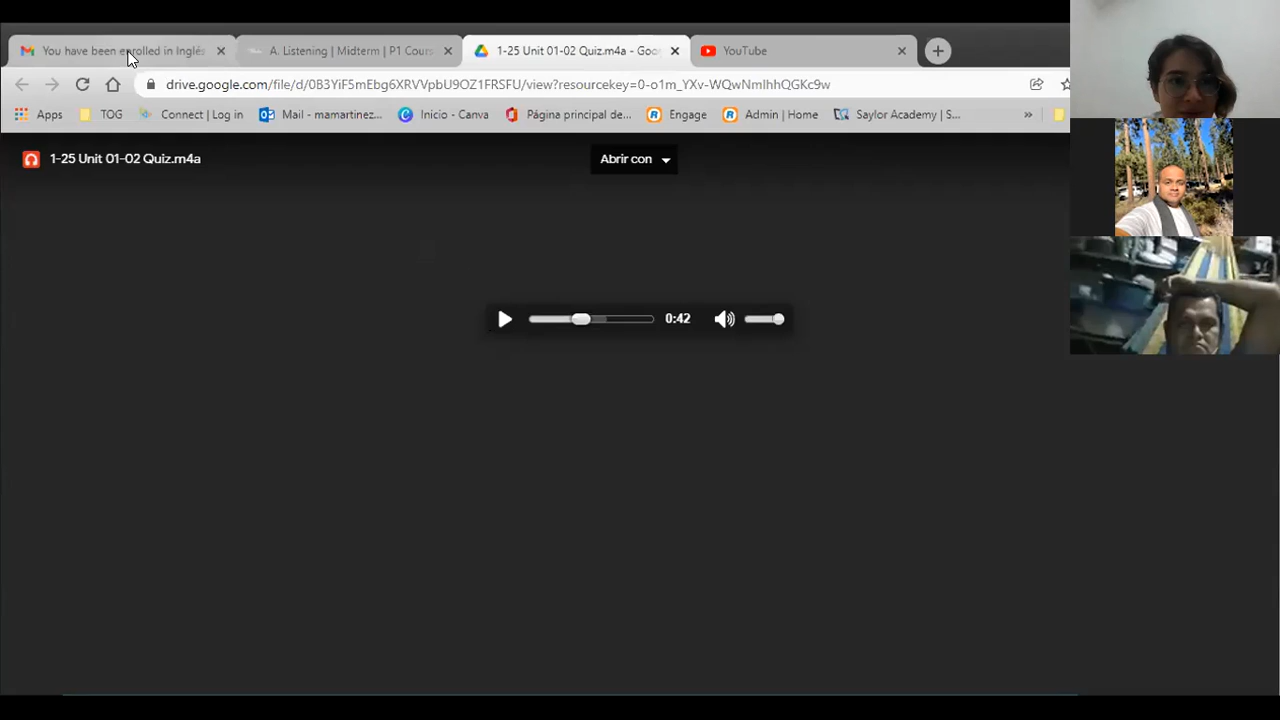 You have been enrolled in Inglés
A. Listening | Midterm | P1 Cours
1-25 Unit 01-02 Quiz.m4a - Goo
YouTube
drive.google.com/file/d/0B3YiF5mEbg6XRVVpbU9OZ1FRSFU/view?resourcekey=0-o1m_YXv-WQwNmIhhQGKc9w
Apps
TOG
Connect | Log in
Mail - mamartinez...
Inicio - Canva
Página principal de...
Engage
Admin | Home
Saylor Academy | S...
»
1-25 Unit 01-02 Quiz.m4a
Abrir con
0:42